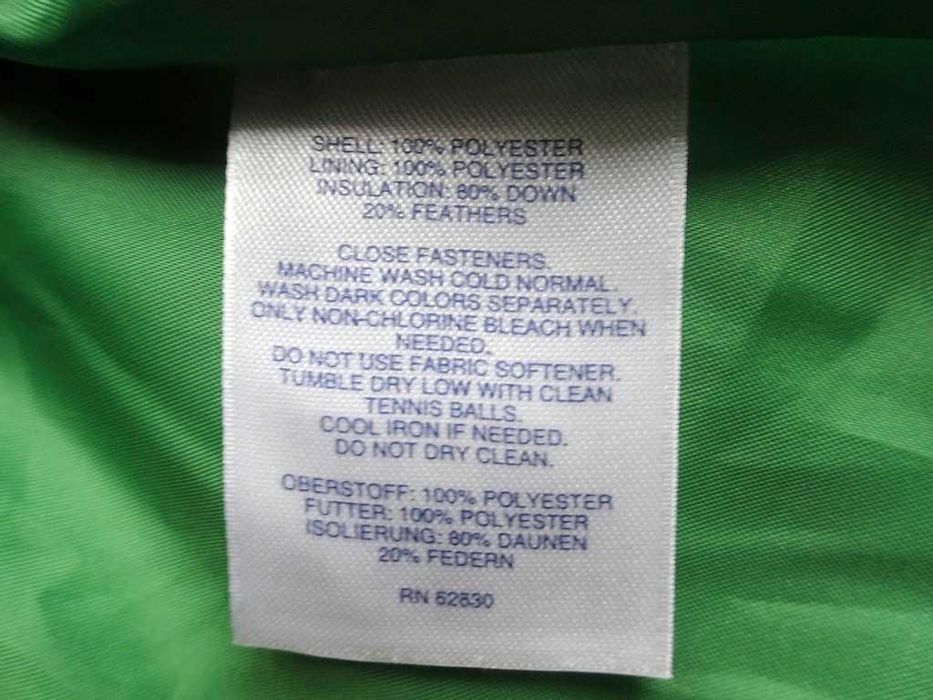 SHELL: 100% POLYESTER
LINING: 100% POLYESTER
INSULATION: 80% DOWN
20% FEATHERS
CLOSE FASTENERS.
MACHINE WASH COLD NORMAL.
WASH DARK COLORS SEPARATELY.
ONLY NON-CHLORINE BLEACH WHEN
NEEDED.
DO NOT USE FABRIC SOFTENER.
TUMBLE DRY LOW WITH CLEAN
TENNIS BALLS.
COOL IRON IF NEEDED.
DO NOT DRY CLEAN.
OBERSTOFF: 100% POLYESTER
FUTTER: 100% POLYESTER
ISOLIERUNG: 80% DAUNEN
20% FEDERN
RN 62830